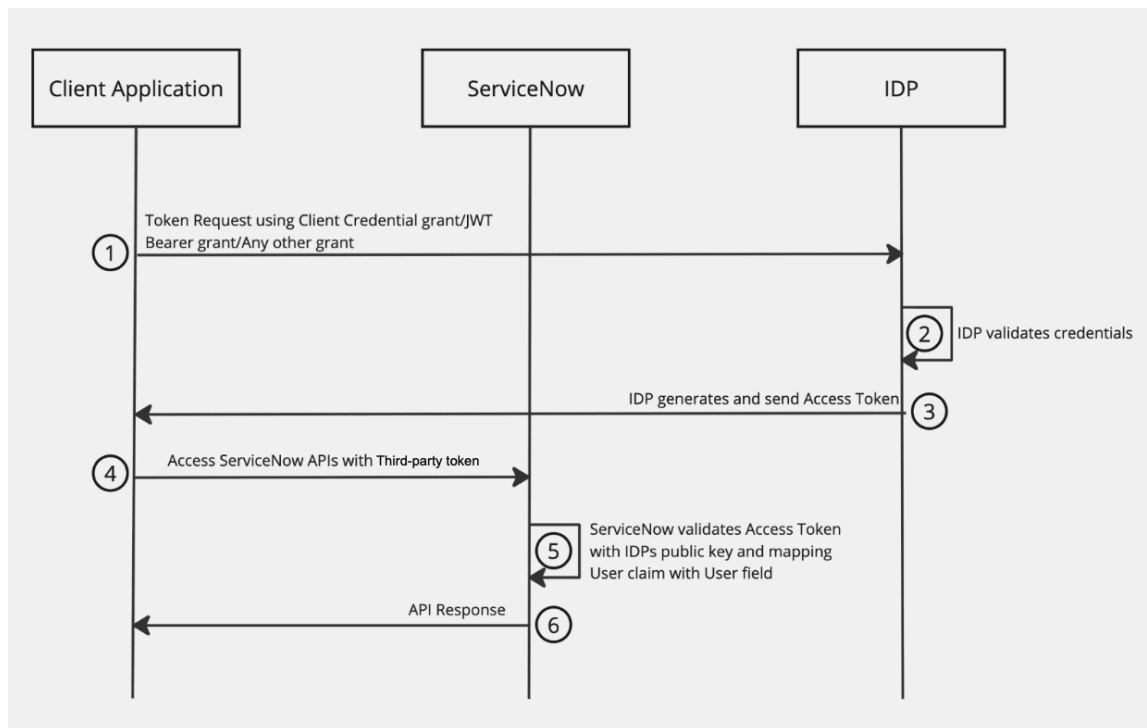 Client Application
ServiceNow
IDP
Token Request using Client Credential grant/JWT
Bearer grant/Any other grant
1
2
IDP validates credentials
IDP generates and send Access Token
3
4
Access ServiceNow APIs with Third-party token
5
ServiceNow validates Access Token
with IDPs public key and mapping
User claim with User field
API Response
6